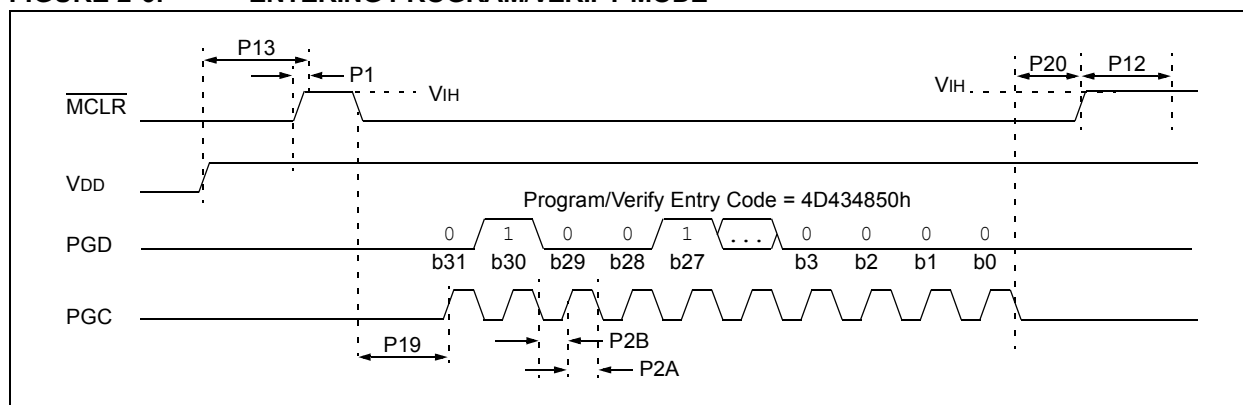 P13
P1
P20
P12
VIH
VIH
MCLR
VDD
Program/Verify Entry Code = 4D434850h
PGD
0 1 0 0 1 ... 0 0 0 0
b31 b30 b29 b28 b27 b3 b2 b1 b0
PGC
P19
P2B
P2A